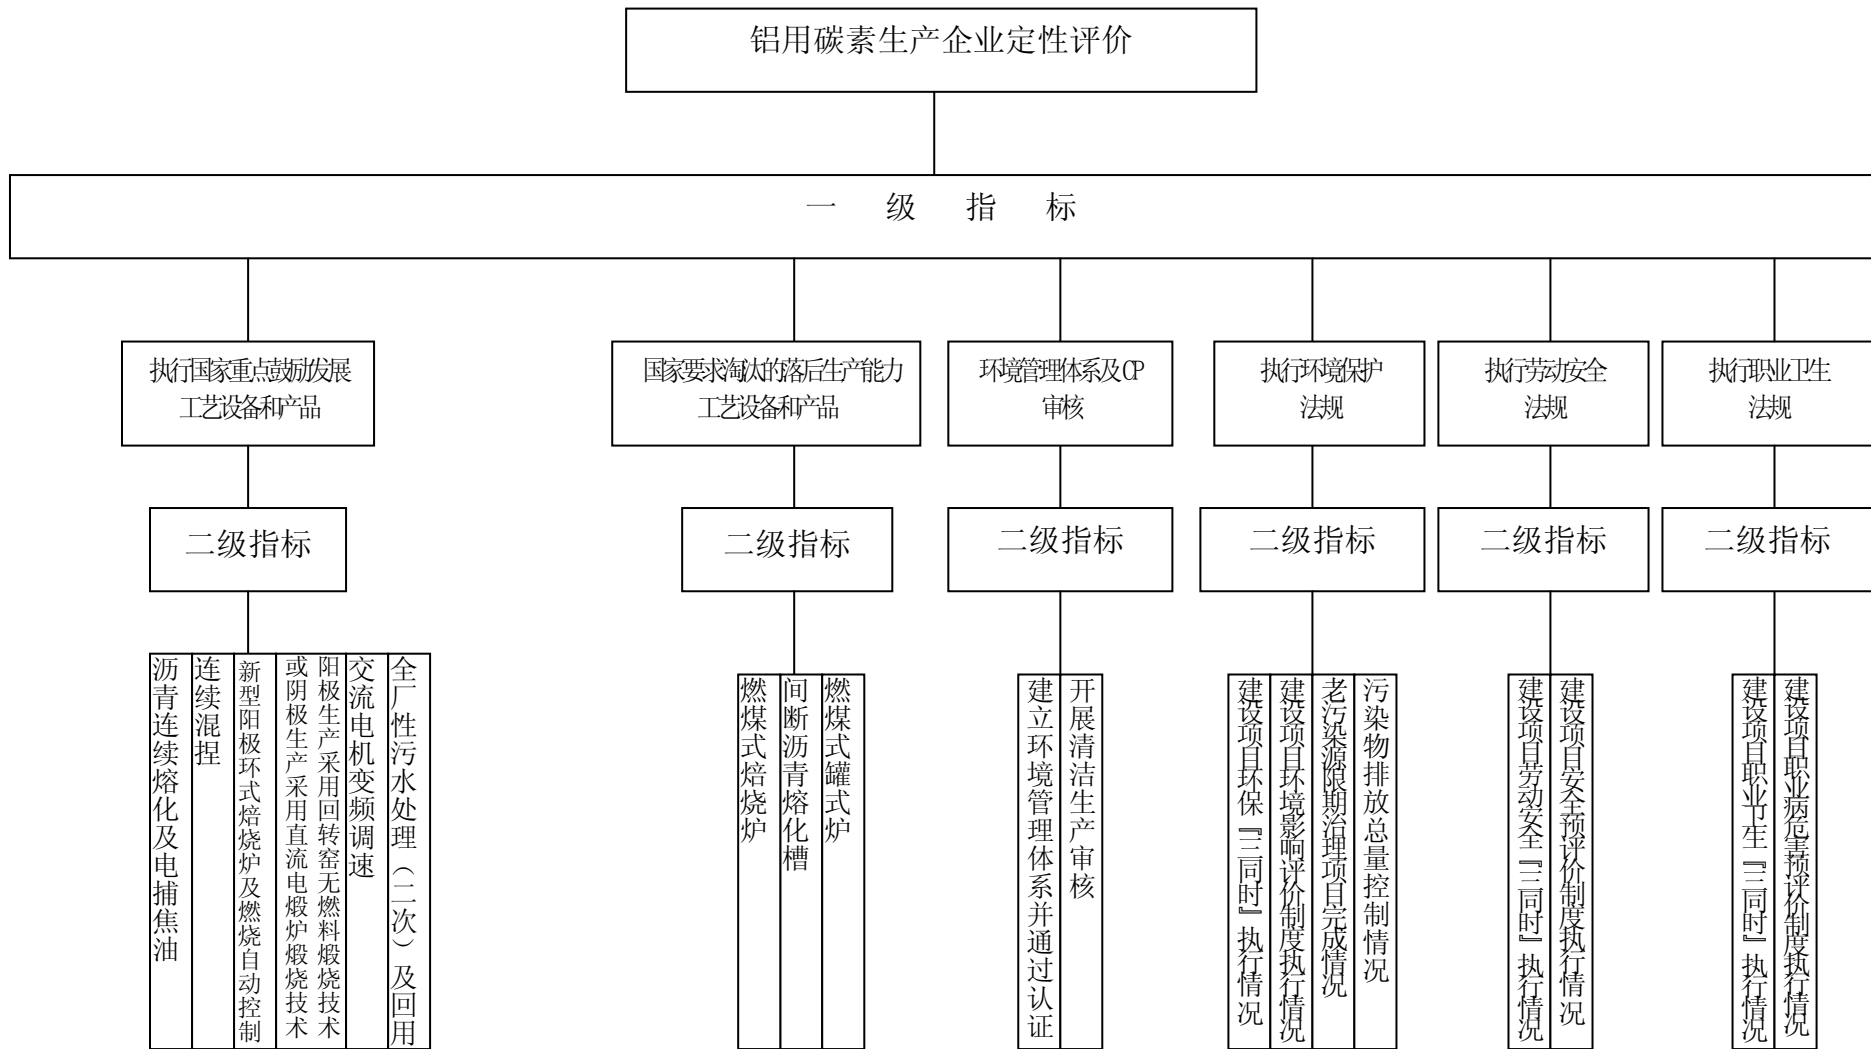 铝用碳素生产企业定性评价
一 级 指 标
执行国家重点鼓励发展
工艺设备和产品
国家要求淘汰的落后生产能力
工艺设备和产品
环境管理体系及CP
审核
执行环境保护
法规
执行劳动安全
法规
执行职业卫生
法规
二级指标
二级指标
二级指标
二级指标
二级指标
二级指标
沥青连续熔化及电捕焦油
连续混捏
新型阳极环式焙烧炉及燃烧自动控制
阳极生产采用回转窑无燃料煅烧技术
或阴极生产采用直流电煅炉煅烧技术
交流电机变频调速
全厂性污水处理（二次）及回用
燃煤式焙烧炉
间断沥青熔化槽
燃煤式罐式炉
建立环境管理体系并通过认证
开展清洁生产审核
建设项目环保『三同时』执行情况
建设项目环境影响评价制度执行情况
老污染源限期治理项目完成情况
污染物排放总量控制情况
建设项目劳动安全『三同时』执行情况
建设项目安全预评价制度执行情况
建设项目职业卫生『三同时』执行情况
建设项目职业病危害预评价制度执行情况